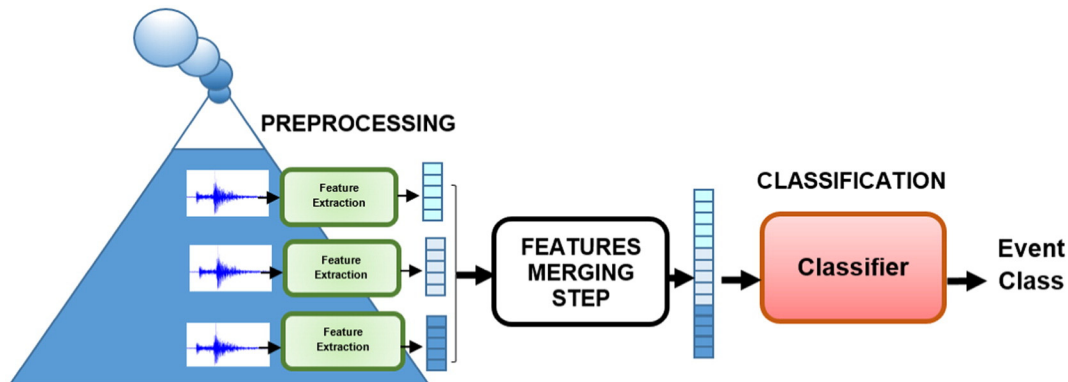 PREPROCESSING
Feature
Extraction
Feature
Extraction
Feature
Extraction
FEATURES
MERGING
STEP
CLASSIFICATION
Classifier
Event
Class